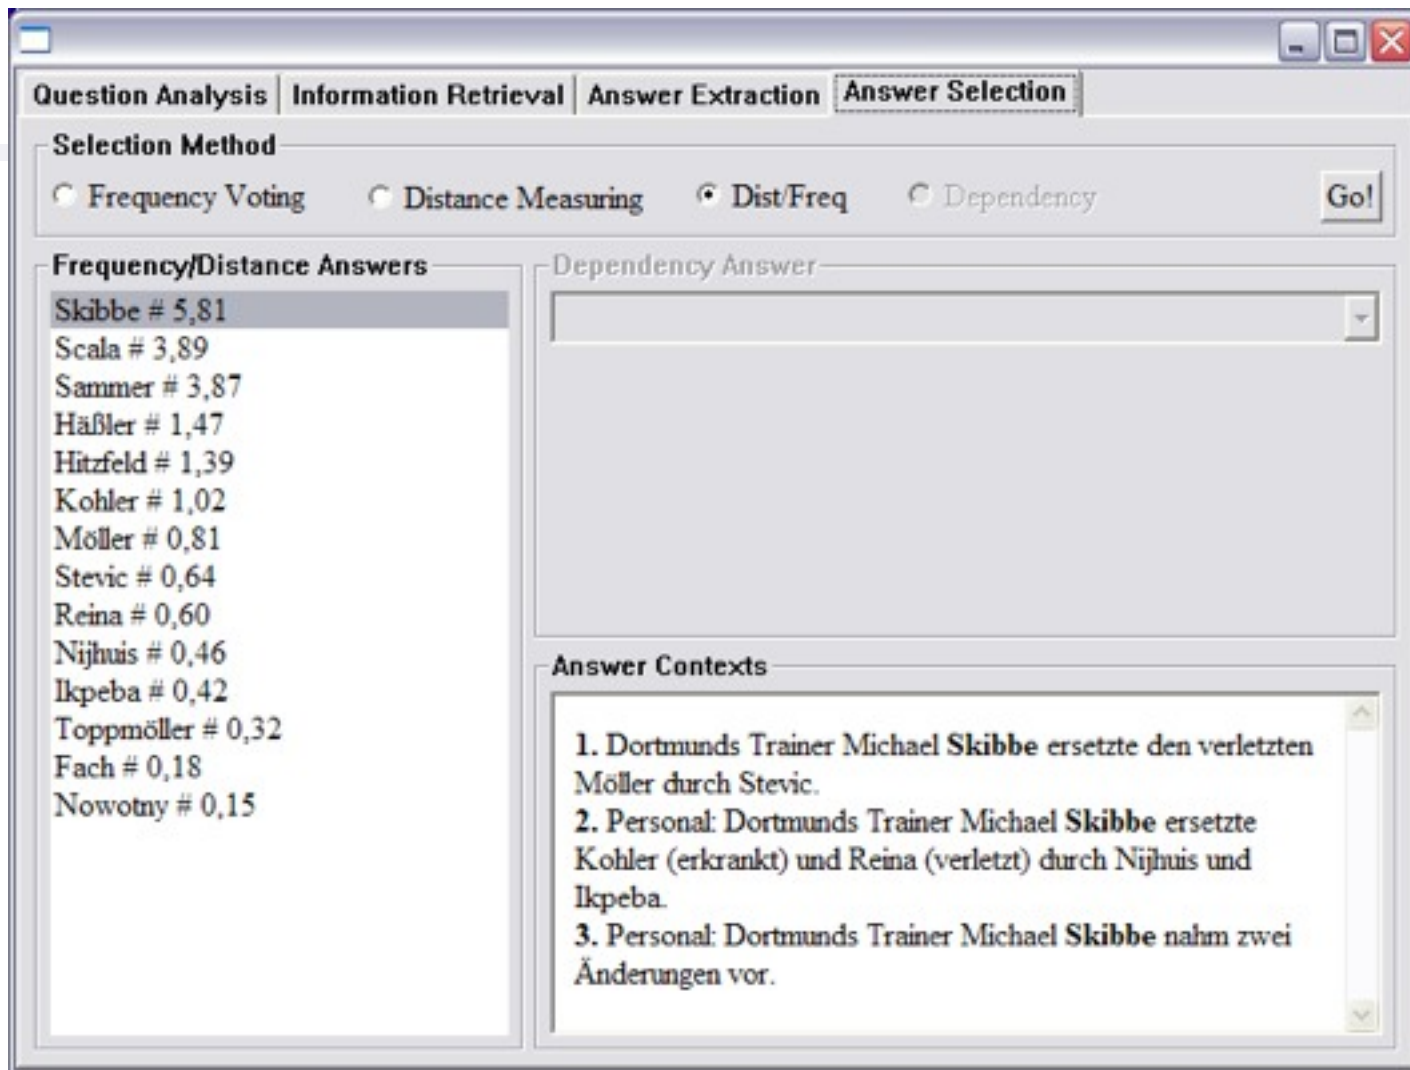 Question Analysis Information Retrieval Answer Extraction Answer Selection
Selection Method
Frequency Voting Distance Measuring Dist/Freq Dependency Go!
Frequency/Distance Answers
Skibbe # 5,81
Scala # 3,89
Sammer # 3,87
Häßler # 1,47
Hitzfeld # 1,39
Kohler # 1,02
Möller # 0,81
Stevic # 0,64
Reina # 0,60
Nijhuis # 0,46
Ikpeba # 0,42
Toppmöller # 0,32
Fach # 0,18
Nowotny # 0,15
Dependency Answer
Answer Contexts
1. Dortmunds Trainer Michael Skibbe ersetzte den verletzten
Möller durch Stevic.
2. Personal: Dortmunds Trainer Michael Skibbe ersetzte
Kohler (erkrankt) und Reina (verletzt) durch Nijhuis und
Ikpeba.
3. Personal: Dortmunds Trainer Michael Skibbe nahm zwei
Änderungen vor.